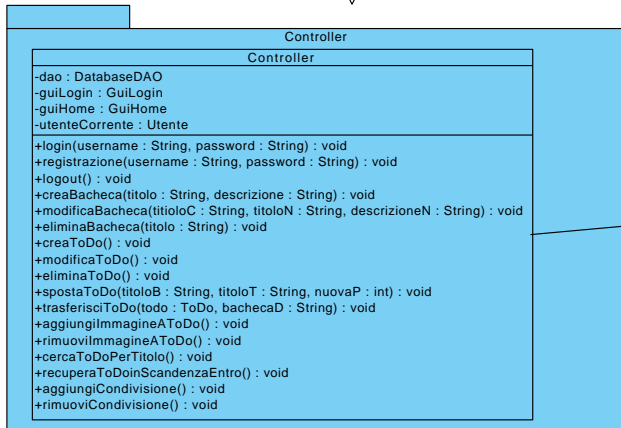 Controller
Controller
-dao : DatabaseDAO
-guiLogin : GuiLogin
-guiHome : GuiHome
-utenteCorrente : Utente
+login(username : String, password : String) : void
+registrazione(username : String, password : String) : void
+logout() : void
+creaBacheca(titolo : String, descrizione : String) : void
+modificaBacheca(titioloC : String, titoloN : String, descrizioneN : String) : void
+eliminaBacheca(titolo : String) : void
+creaToDo() : void
+modificaToDo() : void
+eliminaToDo() : void
+spostaToDo(titoloB : String, titoloT : String, nuovaP : int) : void
+trasferisciToDo(todo : ToDo, bachecaD : String) : void
+aggiungiImmagineAToDo() : void
+rimuoviImmagineAToDo() : void
+cercaToDoPerTitolo() : void
+recuperaToDoinScandenzaEntro() : void
+aggiungiCondivisione() : void
+rimuoviCondivisione() : void